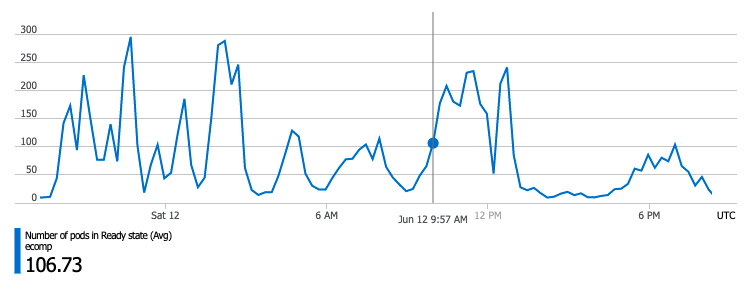 300
250
200
150
100
50
0
Sat 12
6 AM
Jun 12 9:57 AM
12 PM
6 PM
UTC
Number of pods in Ready state (Avg)
ecomp
106.73